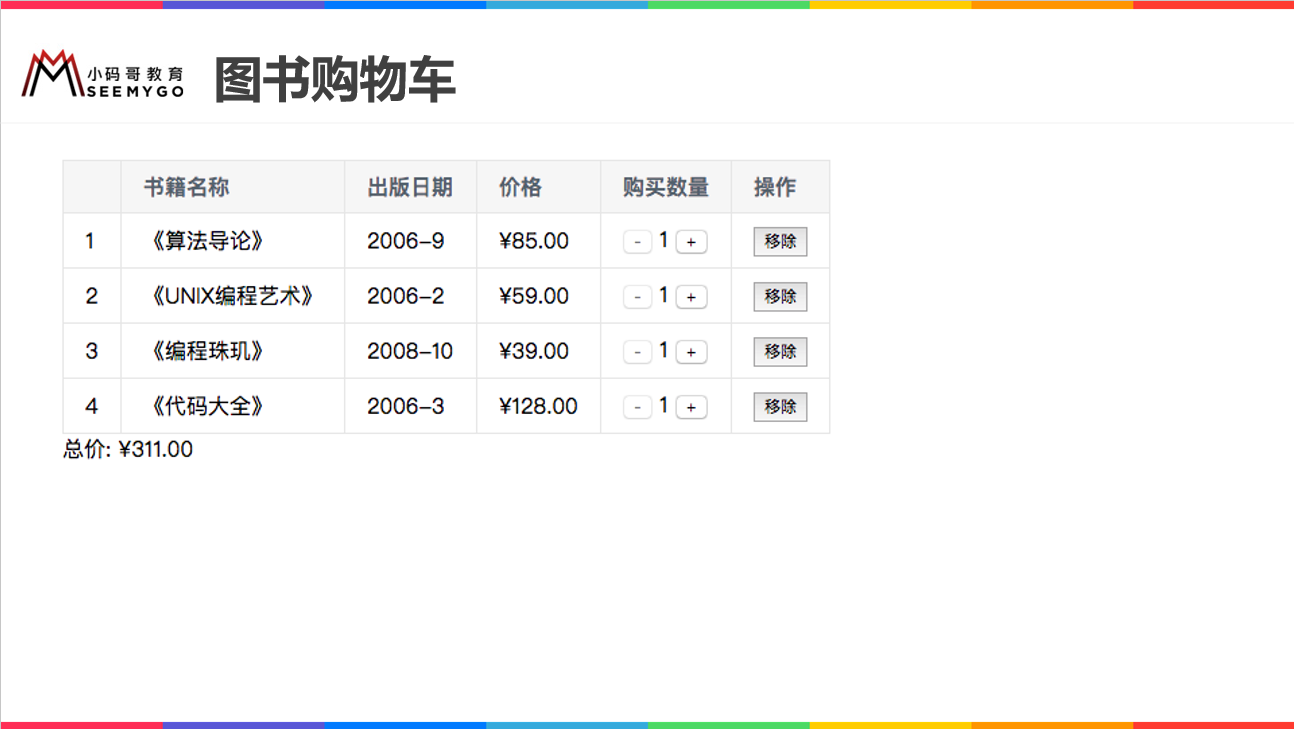 小码哥教育
SEEMYGO
图书购物车
书籍名称 出版日期 价格 购买数量 操作
1 《算法导论》 2006-9 ¥85.00 - 1 + 移除
2 《UNIX编程艺术》 2006-2 ¥59.00 - 1 + 移除
3 《编程珠玑》 2008-10 ¥39.00 - 1 + 移除
4 《代码大全》 2006-3 ¥128.00 - 1 + 移除
总价: ¥311.00